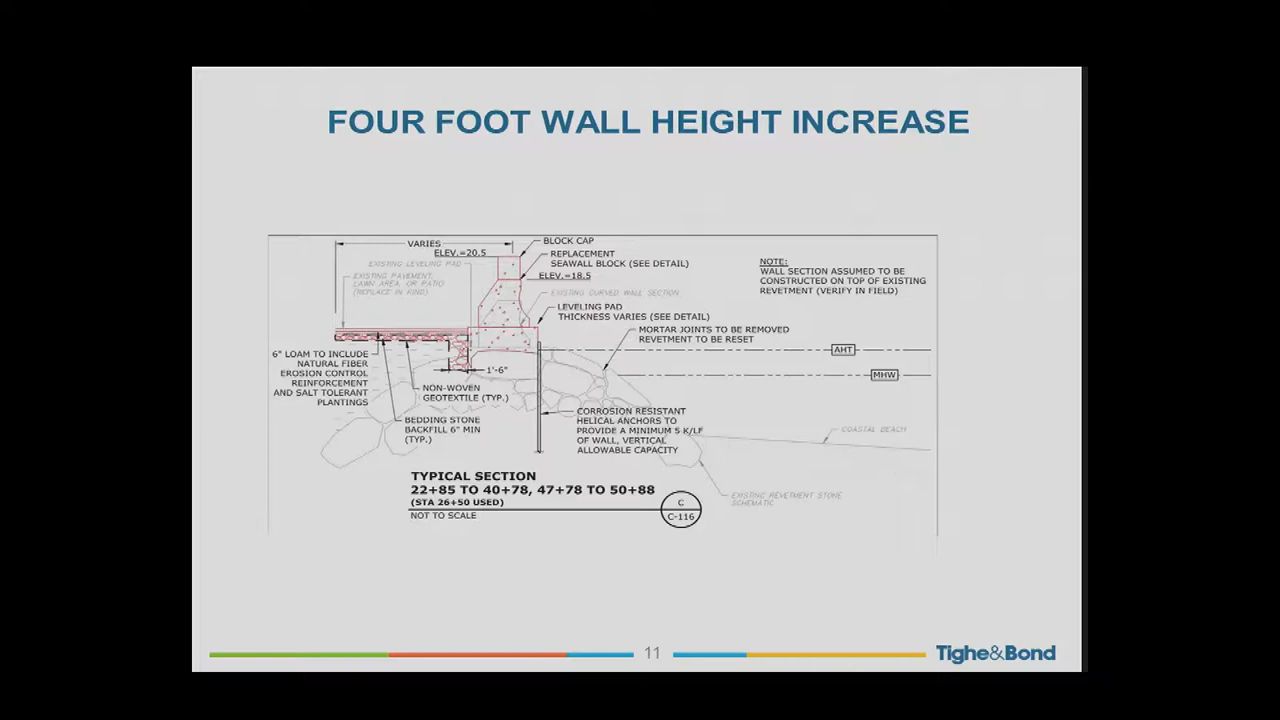 FOUR FOOT WALL HEIGHT INCREASE
VARIES
ELEV.=20.5
BLOCK CAP
REPLACEMENT
SEAWALL BLOCK (SEE DETAIL)
ELEV.=18.5
EXISTING LEVELING PAD
EXISTING PAVEMENT,
LAWN AREA, OR PATIO
(REPLACE IN KIND)
EXISTING CURVED WALL SECTION
LEVELING PAD
THICKNESS VARIES (SEE DETAIL)
NOTE:
WALL SECTION ASSUMED TO BE
CONSTRUCTED ON TOP OF EXISTING
REVETMENT (VERIFY IN FIELD)
MORTAR JOINTS TO BE REMOVED
REVETMENT TO BE RESET
AHT
MHW
6" LOAM TO INCLUDE
NATURAL FIBER
EROSION CONTROL
REINFORCEMENT
AND SALT TOLERANT
PLANTINGS
1'-6"
NON-WOVEN
GEOTEXTILE (TYP.)
BEDDING STONE
BACKFILL 6" MIN
(TYP.)
CORROSION RESISTANT
HELICAL ANCHORS TO
PROVIDE A MINIMUM 5 K/LF
OF WALL, VERTICAL
ALLOWABLE CAPACITY
COASTAL BEACH
EXISTING REVETMENT STONE
SCHEMATIC
TYPICAL SECTION
22+85 TO 40+78, 47+78 TO 50+88
(STA 26+50 USED)
NOT TO SCALE
C
C-116
11
Tighe&Bond